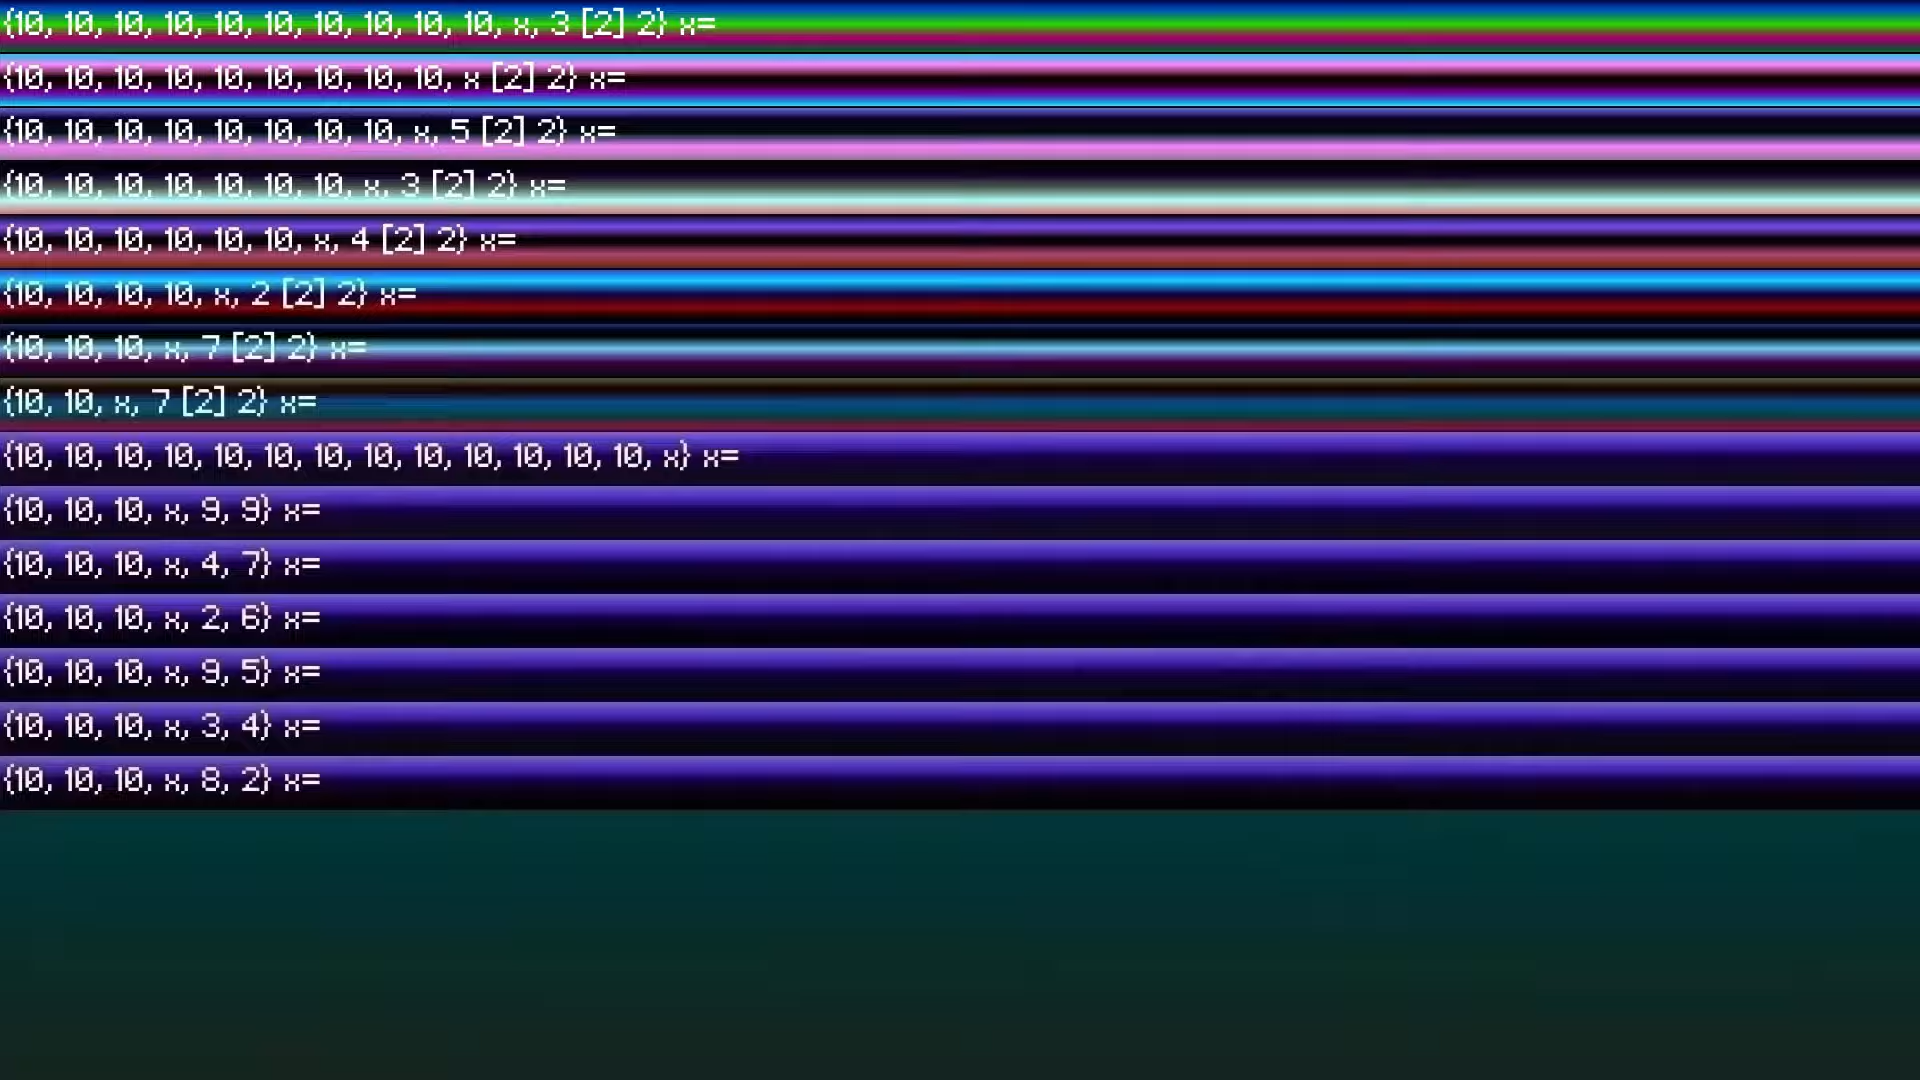 {10, 10, 10, 10, 10, 10, 10, 10, 10, 10, x, 3 [2] 2} x=
{10, 10, 10, 10, 10, 10, 10, 10, 10, x [2] 2} x=
{10, 10, 10, 10, 10, 10, 10, 10, x, 5 [2] 2} x=
{10, 10, 10, 10, 10, 10, 10, x, 3 [2] 2} x=
{10, 10, 10, 10, 10, 10, x, 4 [2] 2} x=
{10, 10, 10, 10, x, 2 [2] 2} x=
{10, 10, 10, x, 7 [2] 2} x=
{10, 10, x, 7 [2] 2} x=
{10, 10, 10, 10, 10, 10, 10, 10, 10, 10, 10, 10, 10, x} x=
{10, 10, 10, x, 9, 9} x=
{10, 10, 10, x, 4, 7} x=
{10, 10, 10, x, 2, 6} x=
{10, 10, 10, x, 9, 5} x=
{10, 10, 10, x, 3, 4} x=
{10, 10, 10, x, 8, 2} x=